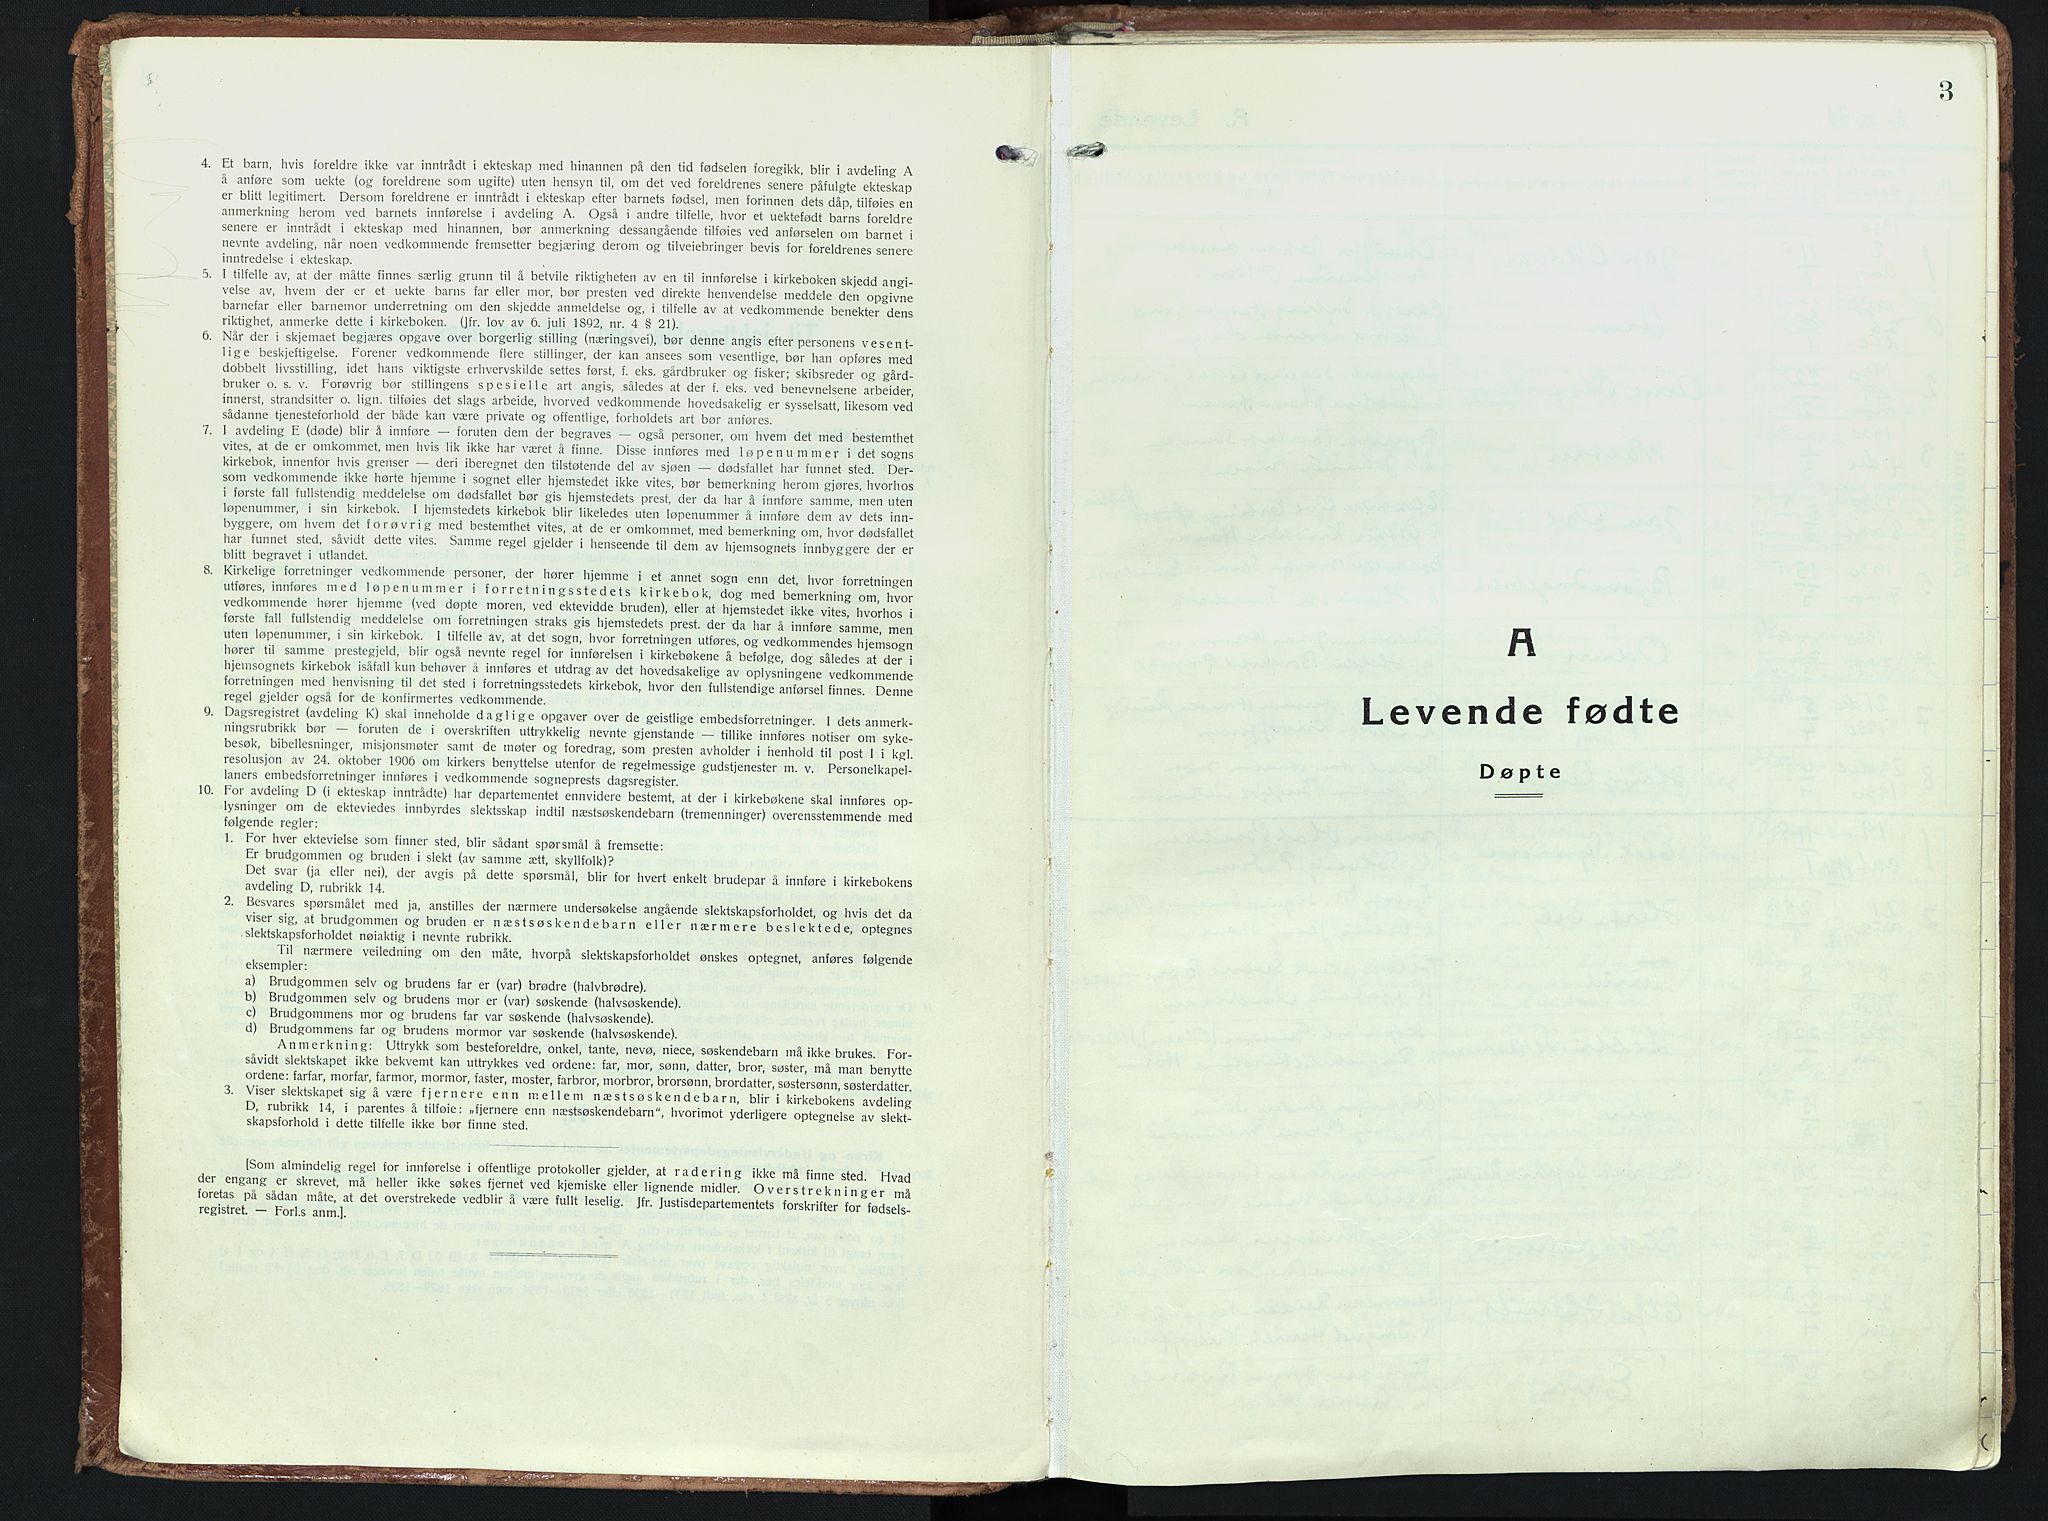 4. Et barn, hvis foreldre ikke var inntrådt i ekteskap med hinannen på den tid fødselen foregikk, blir i avdeling A
å anføre som uekte (og foreldrene som ugifte) uten hensyn til, om det ved foreldrenes senere påfulgte ekteskap
er blitt legitimert. Dersom foreldrene er inntrådt i ekteskap efter barnets fødsel, men forinnen dets dåp, tilføies en
anmerkning herom ved barnets innførelse i avdeling A. Også i andre tilfelle, hvor et uektefødt barns foreldre
senere er inntrådt i ekteskap med hinannen, bør anmerkning dessangående tilføies ved anførselen om barnet i
nevnte avdeling, når noen vedkommende fremsetter begjæring derom og tilveiebringer bevis for foreldrenes senere
inntredelse i ekteskap.
5. I tilfelle av, at der måtte finnes særlig grunn til å betvile riktigheten av en til innførelse i kirkeboken skjedd angi-
velse av, hvem der er et uekte barns far eller mor, bør presten ved direkte henvendelse meddele den opgivne
barnefar eller barnemor underretning om den skjedde anmeldelse og, i tilfelle av at vedkommende benekter dens
riktighet, anmerke dette i kirkeboken. (Jfr. lov av 6. juli 1892, nr. 4 § 21).
6. Når der i skjemaet begjæres opgave over borgerlig stilling (næringsvei), bør denne angis efter personens vesent-
lige beskjeftigelse. Forener vedkommende flere stillinger, der kan ansees som vesentlige, bør han opføres med
dobbelt livsstilling, idet hans viktigste erhvervskilde settes først, f. eks. gårdbruker og fisker; skibsreder og gård-
bruker o. s. v. Forøvrig bør stillingens spesielle art angis, således at der f. eks. ved benevnelsene arbeider,
innerst, strandsitter o. lign. tilføies det slags arbeide, hvorved vedkommende hovedsakelig er sysselsatt, likesom ved
sådanne tjenesteforhold der både kan være private og offentlige, forholdets art bør anføres.
7. I avdeling E (døde) blir å innføre — foruten dem der begraves — også personer, om hvem det med bestemthet
vites, at de er omkommet, men hvis lik ikke har været å finne. Disse innføres med løpenummer i det sogns
kirkebok, innenfor hvis grenser — deri iberegnet den tilstøtende del av sjøen — dødsfallet har funnet sted. Der-
som vedkommende ikke hørte hjemme i sognet eller hjemstedet ikke vites, bør bemerkning herom gjøres, hvorhos
i første fall fullstendig meddelelse om dødsfallet bør gis hjemstedets prest, der da har å innføre samme, men uten
løpenummer, i sin kirkebok. I hjemstedets kirkebok blir likeledes uten løpenummer å innføre dem av dets inn-
byggere, om hvem det forøvrig med bestemthet vites, at de er omkommet, med bemerkning om, hvor dødsfallet
har funnet sted, såvidt dette vites. Samme regel gjelder i henseende til dem av hjemsognets innbyggere der er
blitt begravet i utlandet.
8. Kirkelige forretninger vedkommende personer, der hører hjemme i et annet sogn enn det, hvor forretningen
utføres, innføres med løpenummer i forretningsstedets kirkebok, dog med bemerkning om, hvor
vedkommende hører hjemme (ved døpte moren, ved ektevidde bruden), eller at hjemstedet ikke vites, hvorhos i
første fall fullstendig meddelelse om forretningen straks gis hjemstedets prest. der da har å innføre samme, men
uten løpenummer, i sin kirkebok. I tilfelle av, at det sogn, hvor forretningen utføres, og vedkommendes hjemsogn
hører til samme prestegjeld, blir også nevnte regel for innførelsen i kirkebøkene å befølge, dog således at der i
hjemsognets kirkebok isåfall kun behøver å innføres et utdrag av det hovedsakelige av oplysningene vedkommende
forretningen med henvisning til det sted i forretningsstedets kirkebok, hvor den fullstendige anførsel finnes. Denne
regel gjelder også for de konfirmertes vedkommende.
9. Dagsregistret (avdeling K) skal inneholde daglige opgaver over de geistlige embedsforretninger. I dets anmerk-
ningsrubrikk bør — foruten de i overskriften uttrykkelig nevnte gjenstande — tillike innføres notiser om syke-
besøk, bibellesninger, misjonsmøter samt de møter og foredrag, som presten avholder i henhold til post I i kgl.
resolusjon av 24. oktober 1906 om kirkers benyttelse utenfor de regelmessige gudstjenester m. v. Personelkapel-
laners embedsforretninger innføres i vedkommende sogneprests dagsregister.
10. For avdeling D (i ekteskap inntrådte) har departementet ennvidere bestemt, at der i kirkebøkene skal innføres op-
lysninger om de ekteviedes innbyrdes slektsskap indtil næstsøskendebarn (tremenninger) overensstemmende med
følgende regler:
1. For hver ektevielse som finner sted, blir sådant spørsmål å fremsette:
Er brudgommen og bruden i slekt (av samme ætt, skyllfolk)?
Det svar (ja eller nei), der avgis på dette spørsmål, blir for hvert enkelt brudepar å innføre i kirkebokens
avdeling D, rubrikk 14.
2. Besvares spørsmålet med ja, anstilles der nærmere undersøkelse angående slektskapsforholdet, og hvis det da
viser sig, at brudgommen og bruden er næstsøskendebarn eller nærmere beslektede, optegnes
slektskapsforholdet nøiaktig i nevnte rubrikk.
Til nærmere veiledning om den måte, hvorpå slektskapsforholdet ønskes optegnet, anføres følgende
eksempler:
a) Brudgommen selv og brudens far er (var) brødre (halvbrødre).
b) Brudgommen selv og brudens mor er (var) søskende (halvsøskende).
c) Brudgommens mor og brudens far var søskende (halvsøskende).
d) Brudgommens far og brudens mormor var søskende (halvsøskende).
Anmerkning: Uttrykk som besteforeldre, onkel, tante, nevø, niece, søskendebarn må ikke brukes. For-
såvidt slektskapet ikke bekvemt kan uttrykkes ved ordene: far, mor, sønn, datter, bror, søster, må man benytte
ordene: farfar, morfar, farmor, mormor, faster, moster, farbror, morbror, brorsønn, brordatter, søstersønn, søsterdatter.
3. Viser slektskapet sig å være fjernere enn mellem næstsøskendebarn, blir i kirkebokens avdeling
D, rubrikk 14, i parentes å tilføie: „fjernere enn næstsøskendebarn“, hvorimot yderligere optegnelse av slekt-
skapsforhold i dette tilfelle ikke bør finne sted.
[Som almindelig regel for innførelse i offentlige protokoller gjelder, at radering ikke må finne sted. Hvad
der engang er skrevet, må heller ikke søkes fjernet ved kjemiske eller lignende midler. Overstrekninger må
foretas på sådan måte, at det overstrekede vedblir å være fullt leselig. Jfr. Justisdepartementets forskrifter for fødsels-
registret. — Forl.s anm.].
3
A
Levende fødte
Døpte